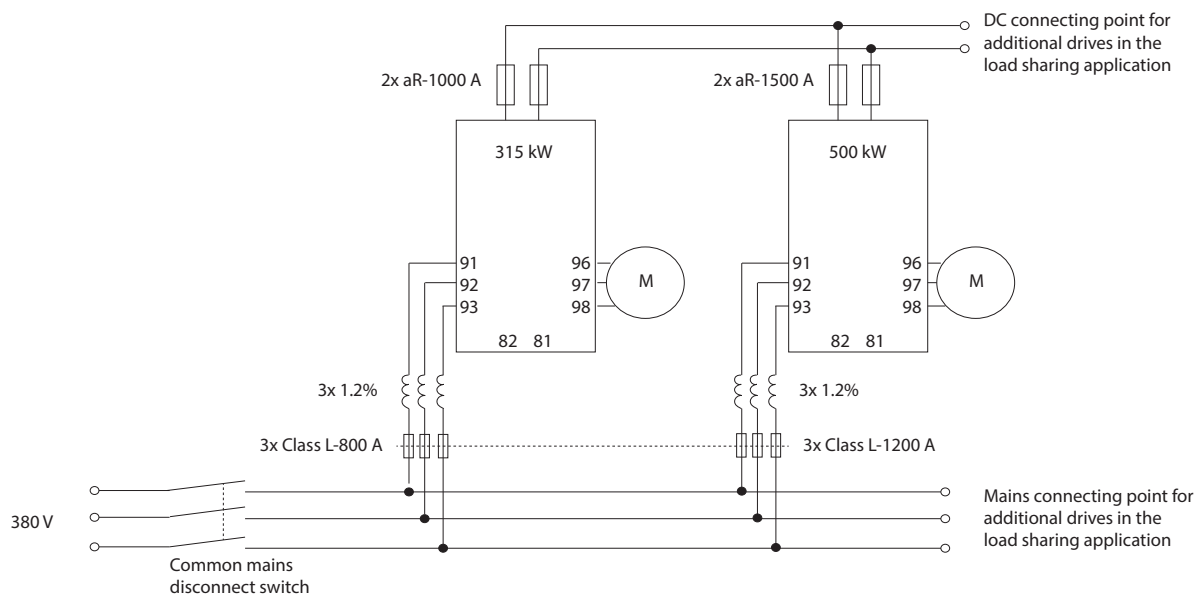 DC connecting point for
additional drives in the
load sharing application
2x aR-1000 A
2x aR-1500 A
315 kW
500 kW
91
92
93
96
97
98
M
82 81
91
92
93
96
97
98
M
82 81
3x 1.2%
3x 1.2%
3x Class L-800 A
3x Class L-1200 A
380 V
Mains connecting point for
additional drives in the
load sharing application
Common mains
disconnect switch